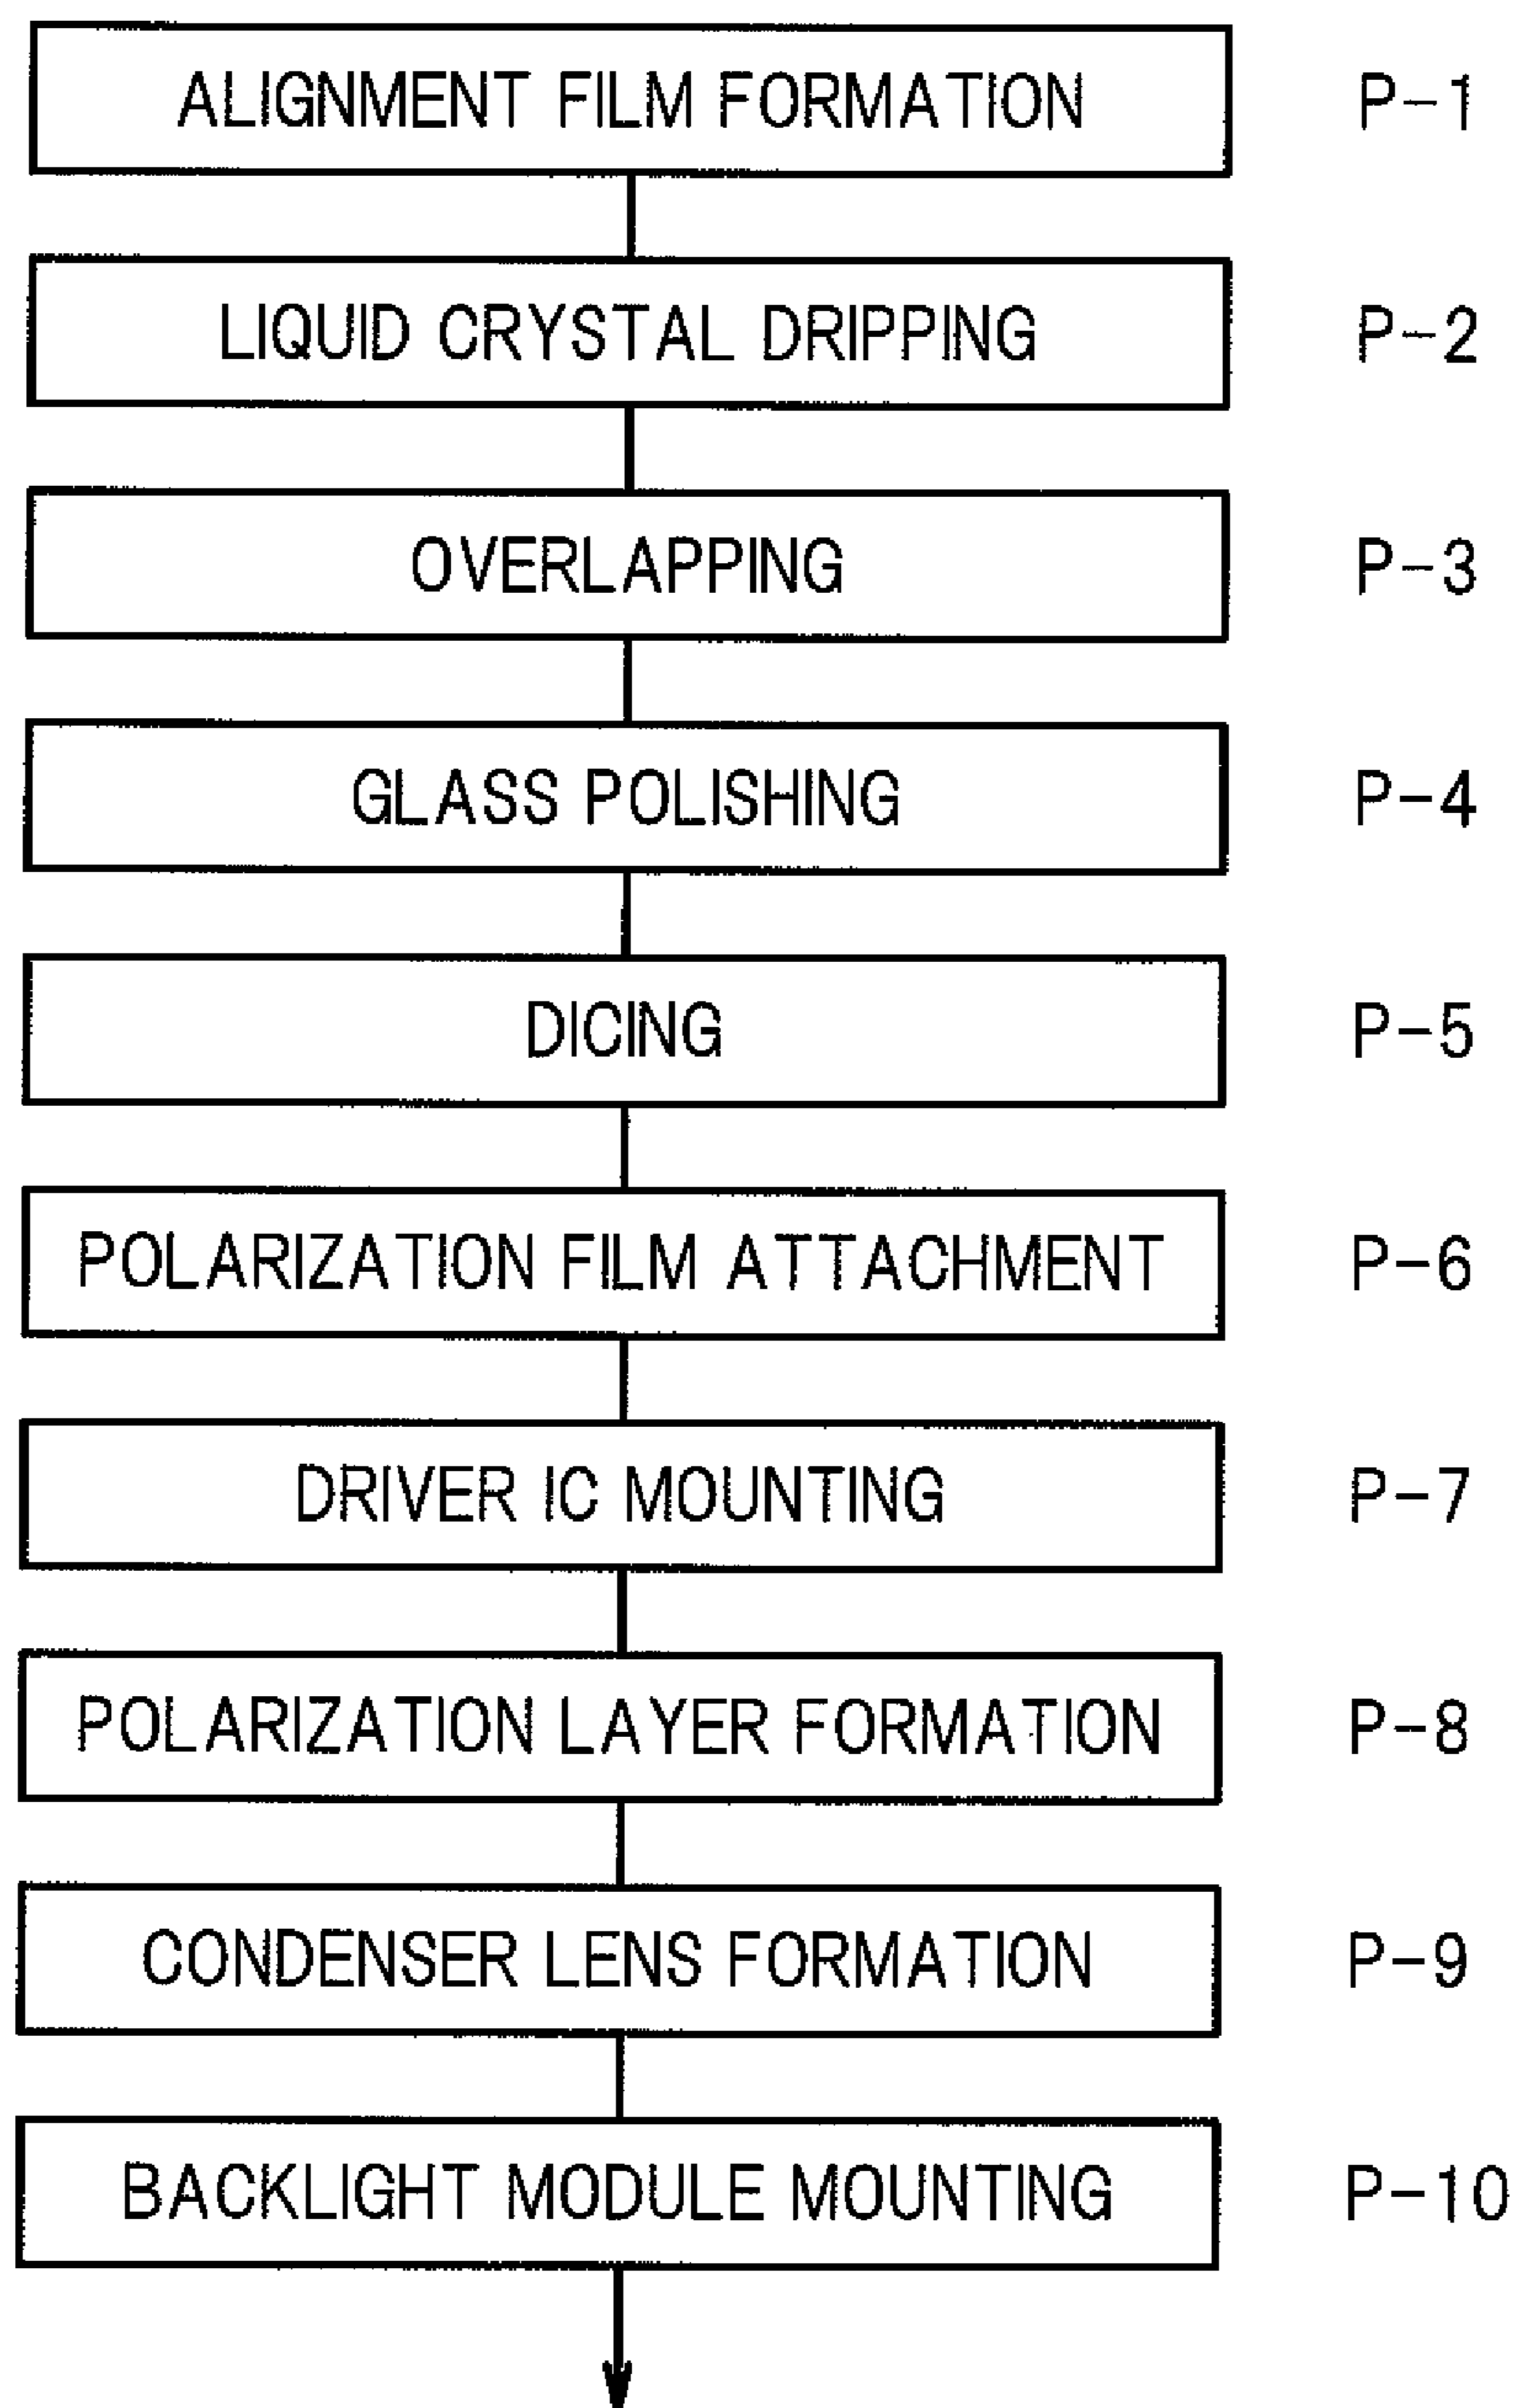 ALIGNMENT FILM FORMATION P-1
LIQUID CRYSTAL DRIPPING P-2
OVERLAPPING P-3
GLASS POLISHING P-4
DICING P-5
POLARIZATION FILM ATTACHMENT P-6
DRIVER IC MOUNTING P-7
POLARIZATION LAYER FORMATION P-8
CONDENSER LENS FORMATION P-9
BACKLIGHT MODULE MOUNTING P-10